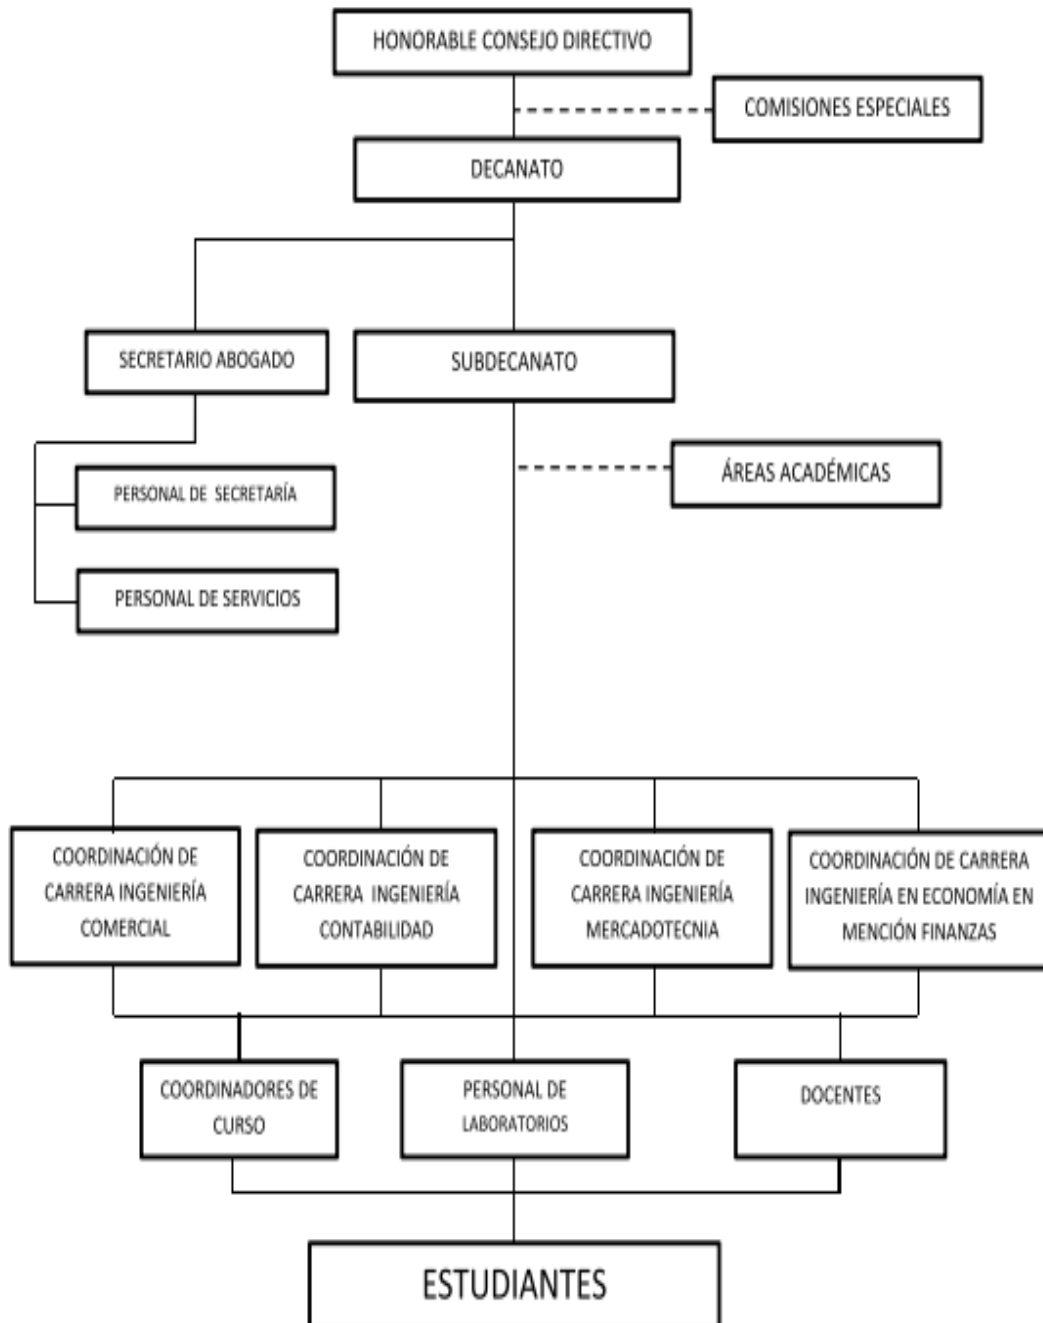 HONORABLE CONSEJO DIRECTIVO
COMISIONES ESPECIALES
DECANATO
SECRETARIO ABOGADO
SUBDECANATO
ÁREAS ACADÉMICAS
PERSONAL DE SECRETARÍA
PERSONAL DE SERVICIOS
COORDINACIÓN DE
CARRERA INGENIERÍA
COMERCIAL
COORDINACIÓN DE
CARRERA INGENIERÍA
CONTABILIDAD
COORDINACIÓN DE
CARRERA INGENIERÍA
MERCADOTECNIA
COORDINACIÓN DE CARRERA
INGENIERÍA EN ECONOMÍA EN
MENCIÓN FINANZAS
COORDINADORES DE
CURSO
PERSONAL DE
LABORATORIOS
DOCENTES
ESTUDIANTES